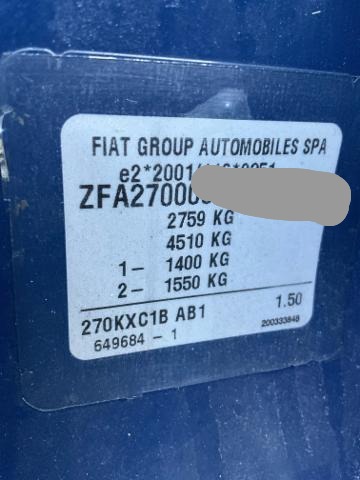 FIAT GROUP AUTOMOBILES SPA
ZFA27000
2759 KG
4510 KG
1- 1400 KG
2- 1550 KG
270KXC1B AB1 1.50
649684 - 1 200333848